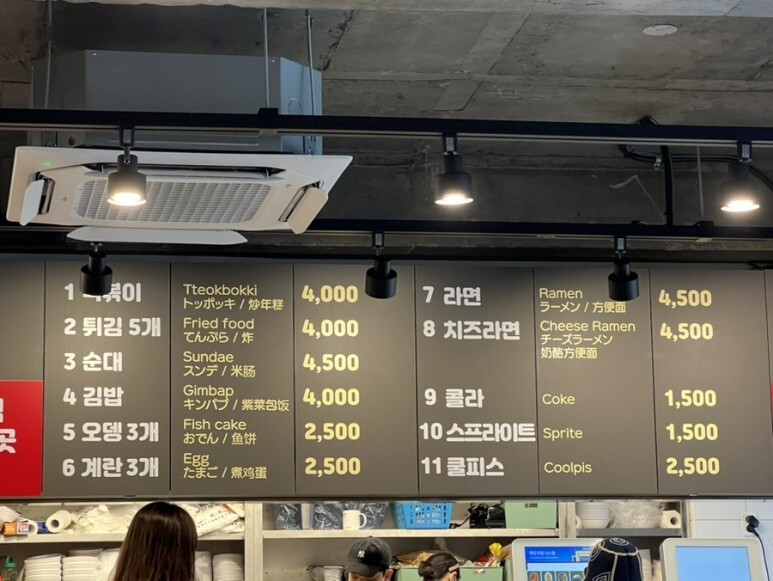 1 떡볶이 Tteokbokki 4,000
トッポッキ / 炒年糕
2 튀김 5개 Fried food 4,000
てんぷら / 炸
3 순대 Sundae 4,500
スンデ / 米肠
4 김밥 Gimbap 4,000
キンパプ / 紫菜包饭
5 오뎅 3개 Fish cake 2,500
おでん / 鱼饼
6 계란 3개 Egg 2,500
たまご / 煮鸡蛋
7 라면 Ramen 4,500
ラーメン / 方便面
8 치즈라면 Cheese Ramen 4,500
チーズラーメン
奶酪方便面
9 콜라 Coke 1,500
10 스프라이트 Sprite 1,500
11 쿨피스 Coolpis 2,500
곳